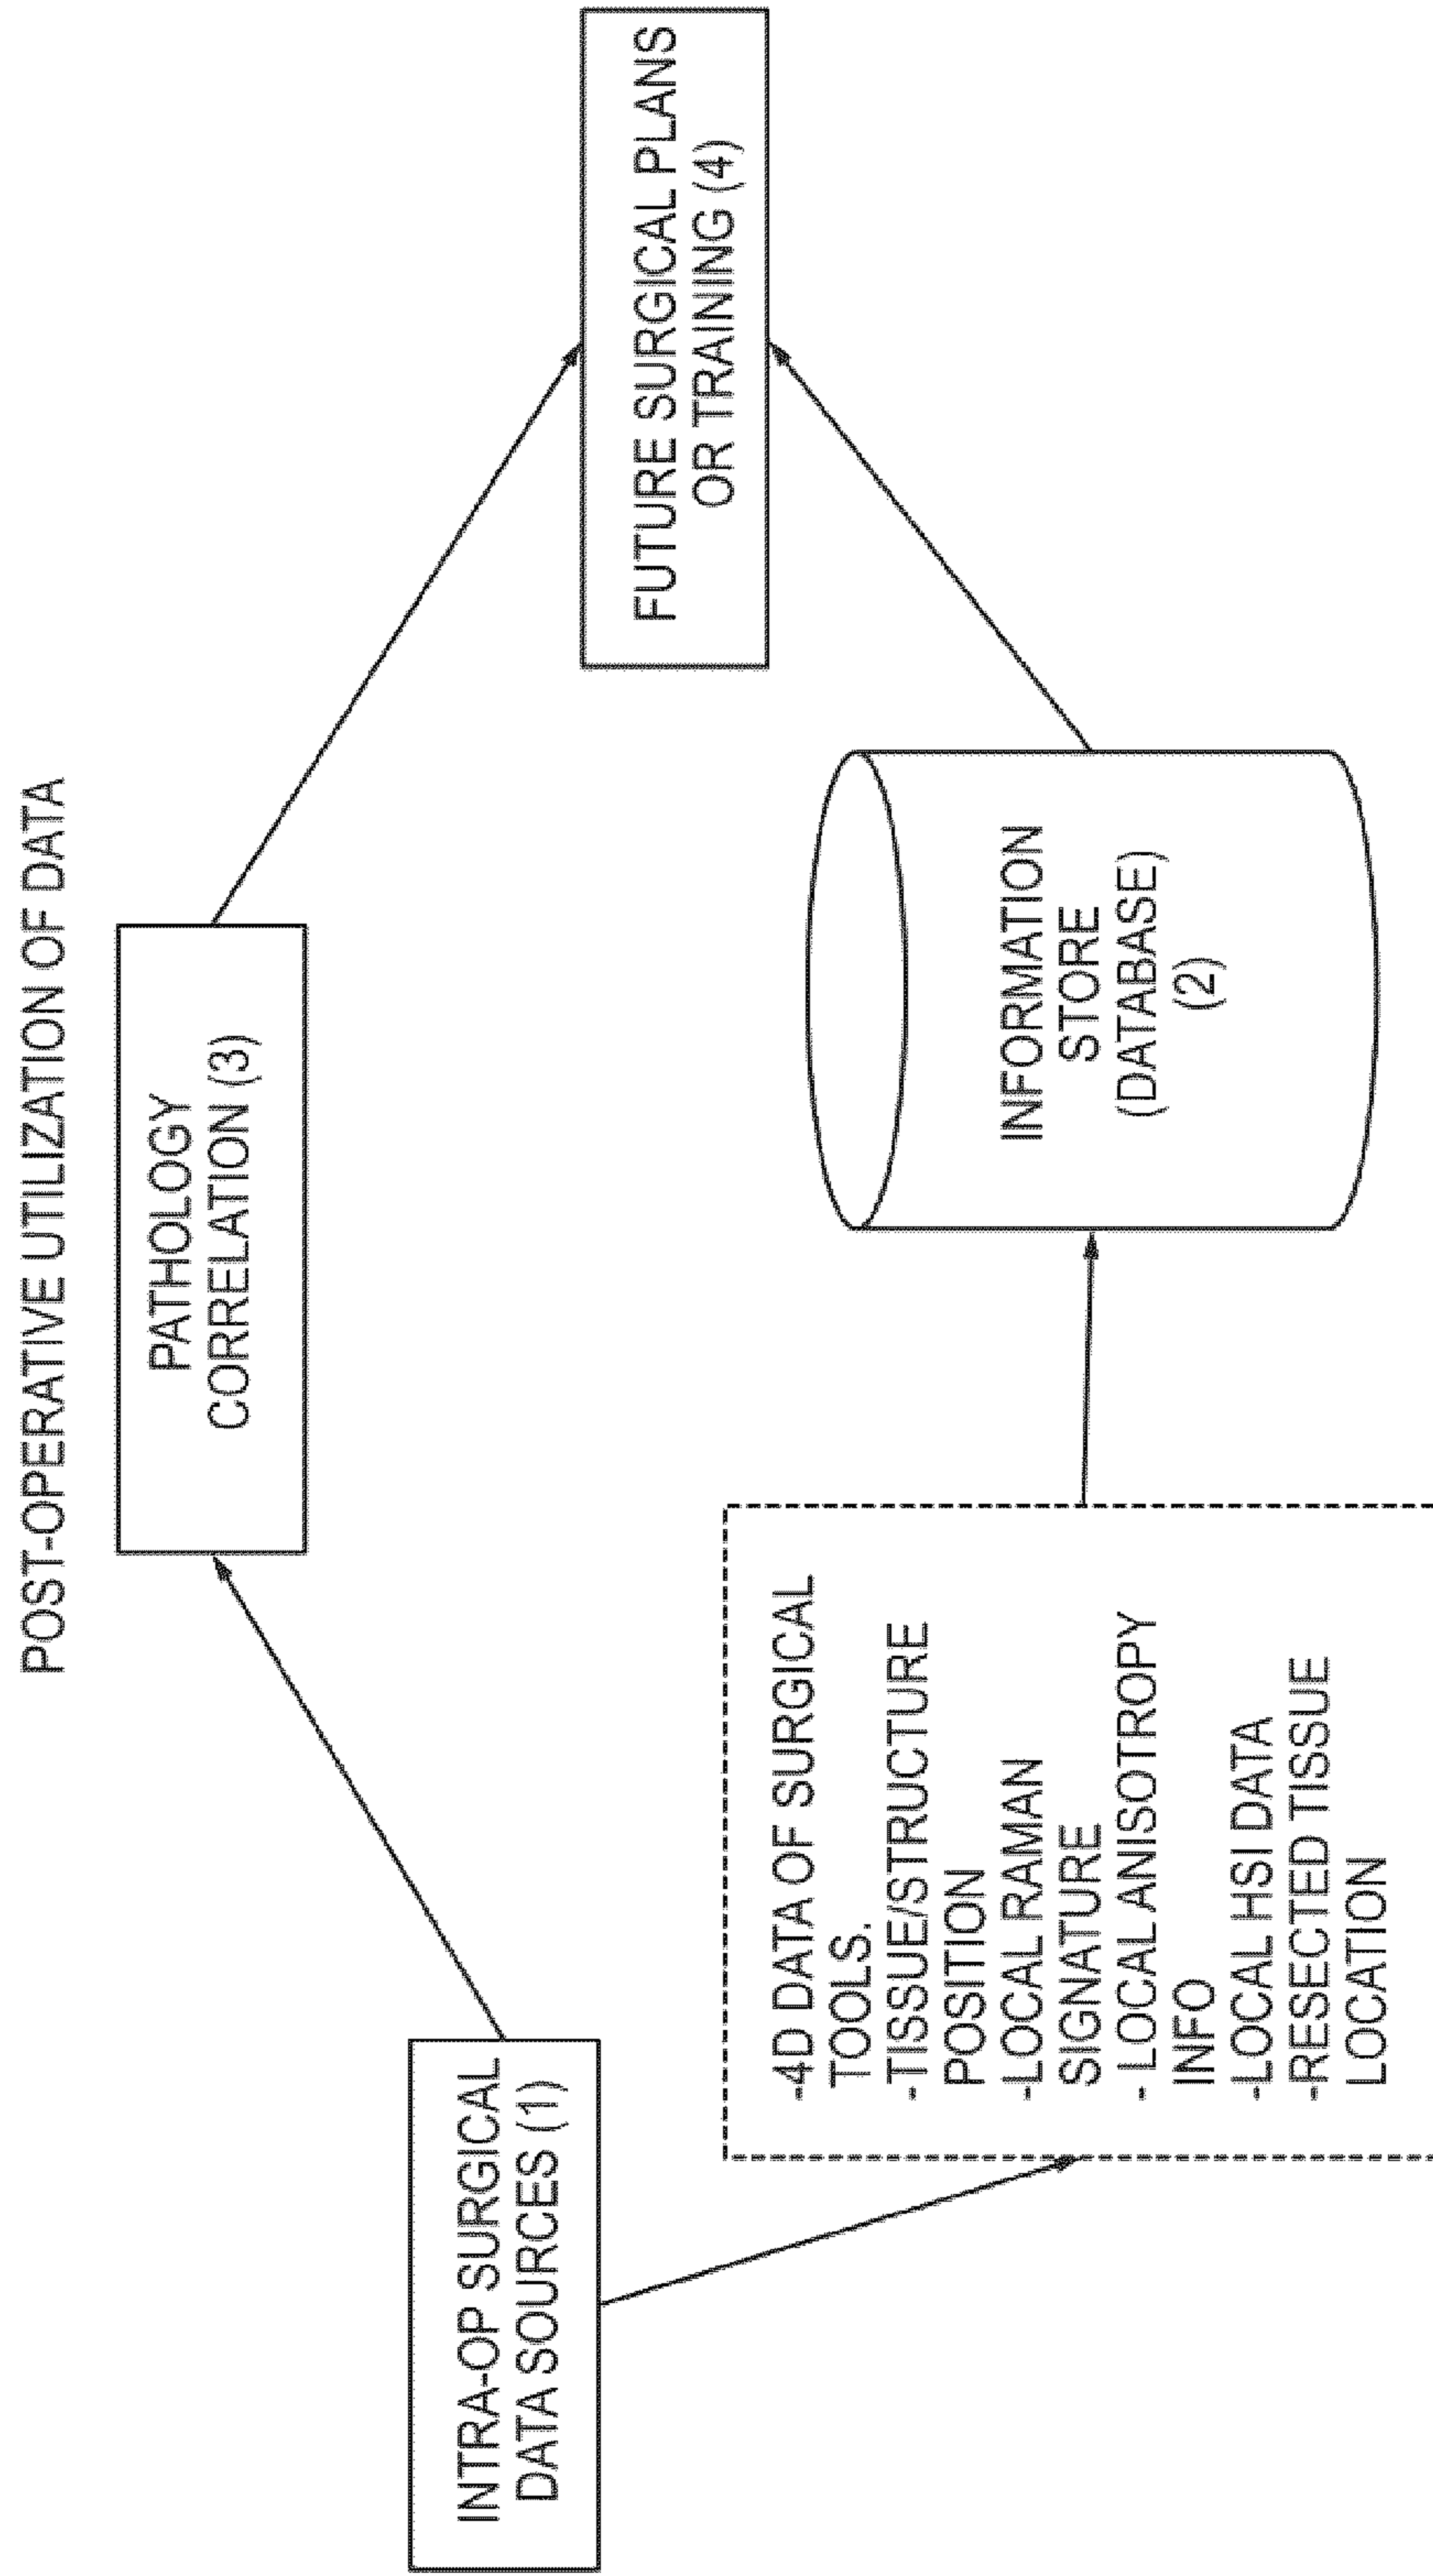 POST-OPERATIVE UTILIZATION OF DATA
PATHOLOGY
CORRELATION (3)
INTRA-OP SURGICAL
DATA SOURCES (1)
FUTURE SURGICAL PLANS
OR TRAINING (4)
-4D DATA OF SURGICAL
TOOLS.
- TISSUE/STRUCTURE
POSITION
-LOCAL RAMAN
SIGNATURE
- LOCAL ANISOTROPY
INFO
-LOCAL HSI DATA
-RESECTED TISSUE
LOCATION
INFORMATION
STORE
(DATABASE)
(2)